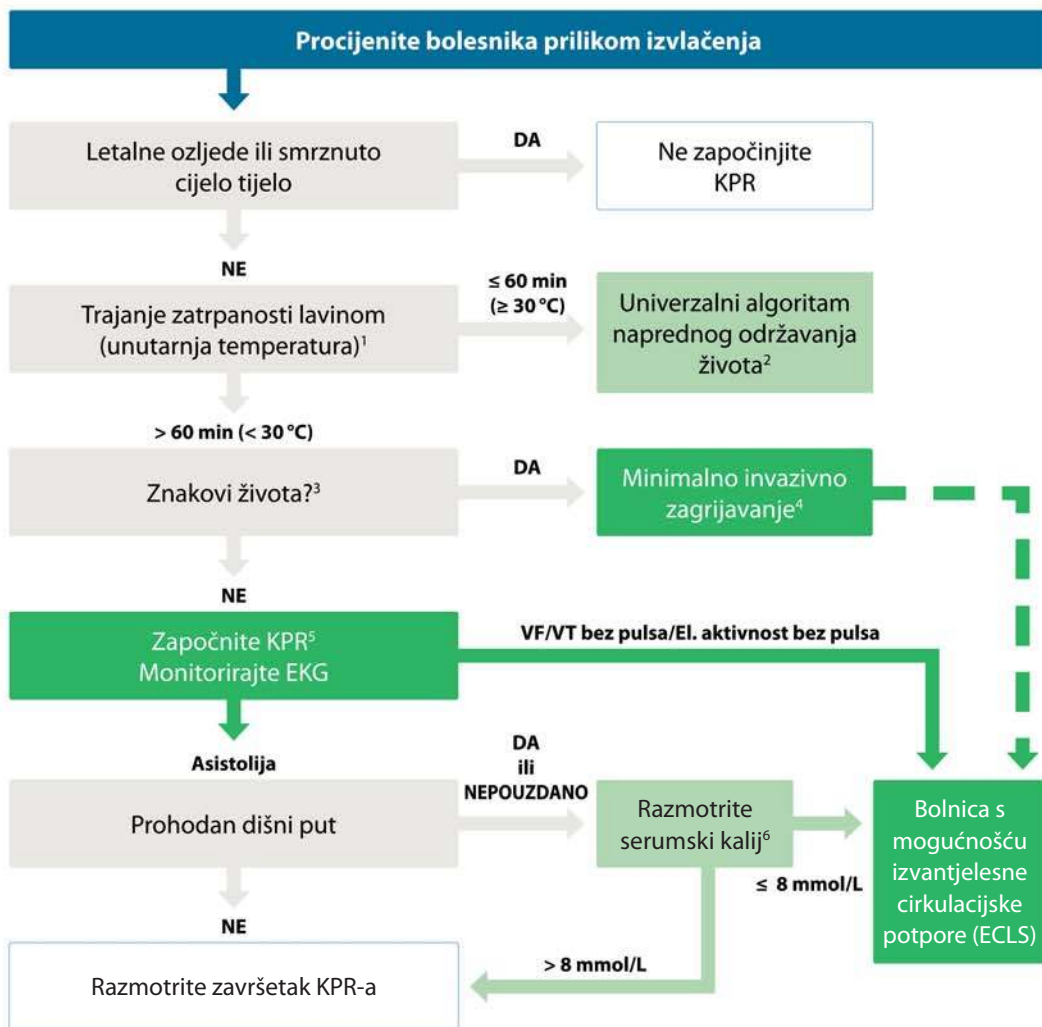 Procijenite bolesnika prilikom izvlačenja
Letalne ozljede ili smrznuto
cijelo tijelo
DA
Ne započinjite
KPR
NE
Trajanje zatrpanosti lavinom
(unutarnja temperatura)¹
≤ 60 min
(≥ 30 °C)
Univerzalni algoritam
naprednog održavanja
života²
> 60 min (< 30 °C)
Znakovi života?³
DA
Minimalno invazivno
zagrijavanje⁴
NE
Započnite KPR⁵
Monitorirajte EKG
VF/VT bez pulsa/El. aktivnost bez pulsa
Asistolija
Prohodan dišni put
DA
ili
NEPOUZDANO
Razmotrite
serumski kalij⁶
≤ 8 mmol/L
Bolnica s
mogućnošću
izvantjelesne
cirkulacijske
potpore (ECLS)
NE
> 8 mmol/L
Razmotrite završetak KPR-a